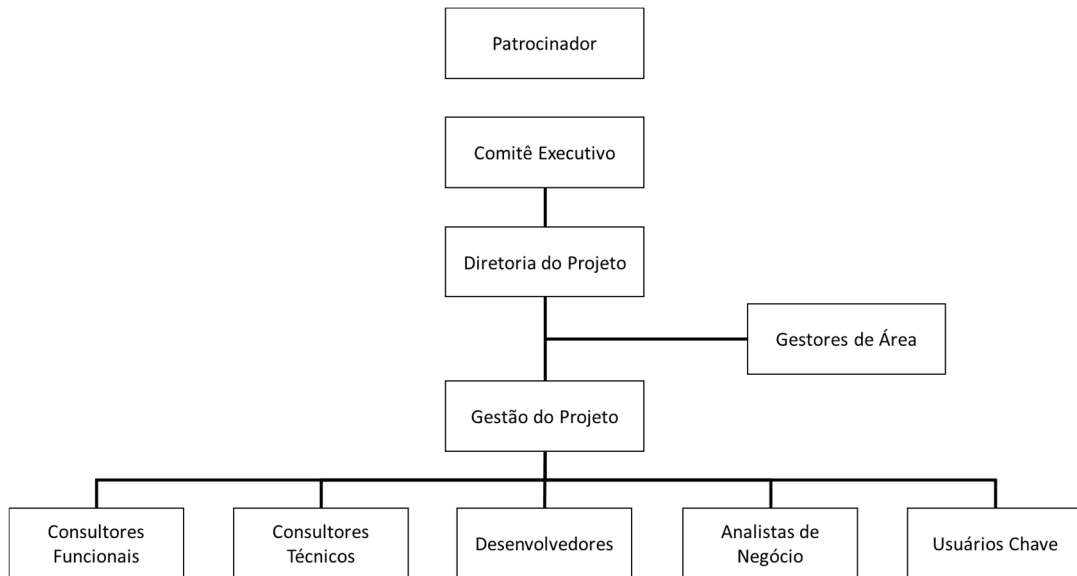 Patrocinador
Comitê Executivo
Diretoria do Projeto
Gestores de Área
Gestão do Projeto
Consultores
Funcionais
Consultores
Técnicos
Desenvolvedores
Analistas de
Negócio
Usuários Chave